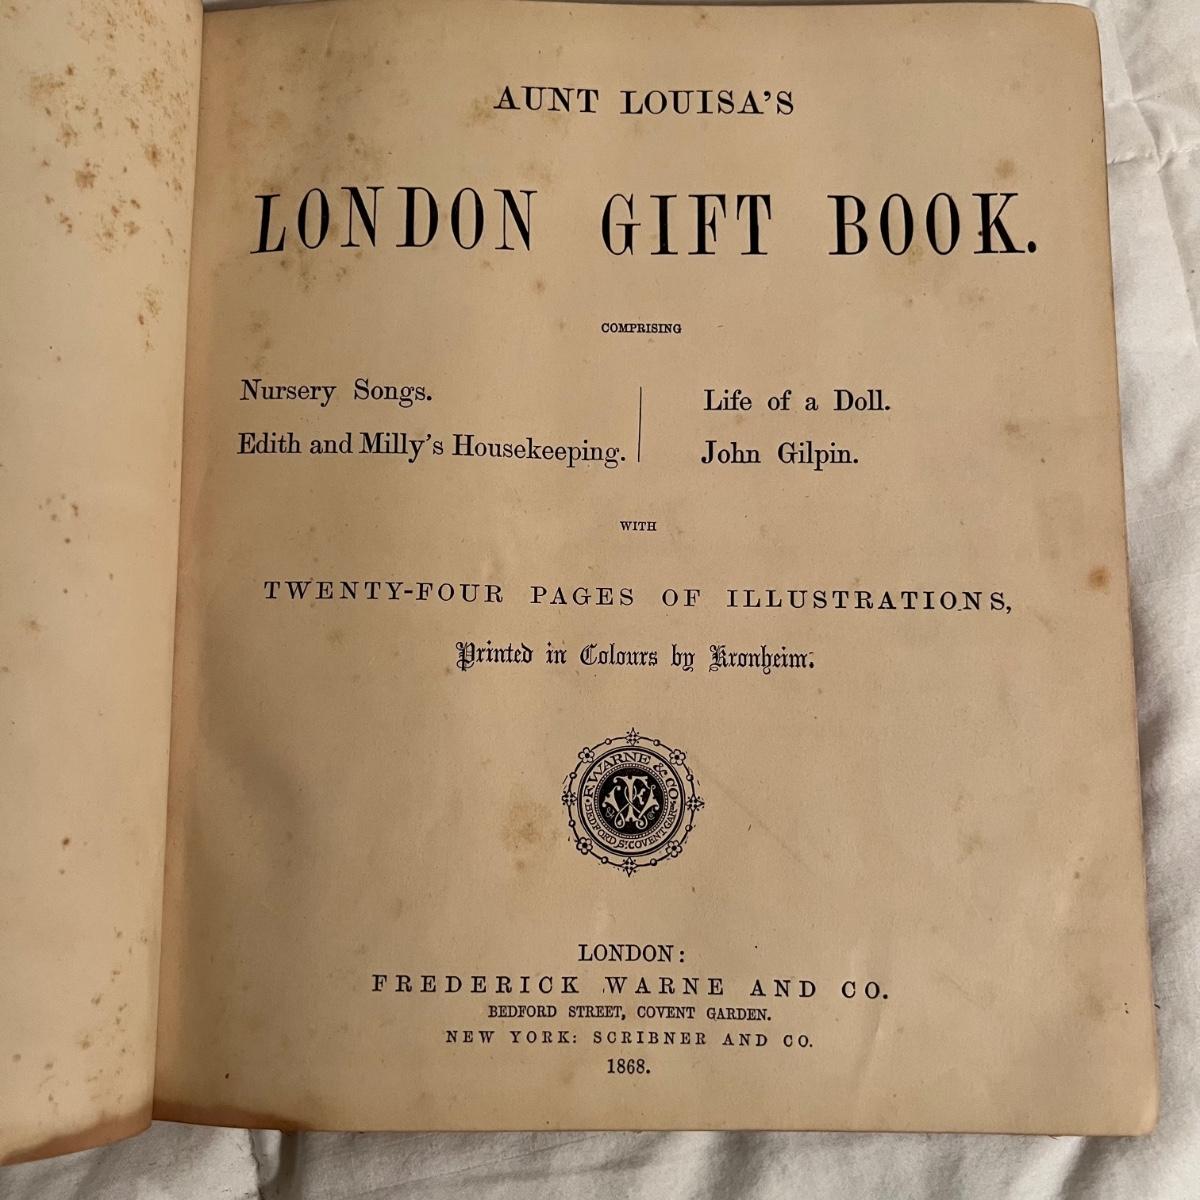 AUNT LOUISA'S
LONDON GIFT BOOK.
COMPRISING
Nursery Songs.
Edith and Milly's Housekeeping.
Life of a Doll.
John Gilpin.
WITH
TWENTY-FOUR PAGES OF ILLUSTRATIONS,
Printed in Colours by Kronheim.
F. WARNE & CO.
BEDFORD ST. COVENT GAR
LONDON:
FREDERICK WARNE AND CO.
BEDFORD STREET, COVENT GARDEN.
NEW YORK: SCRIBNER AND CO.
1868.